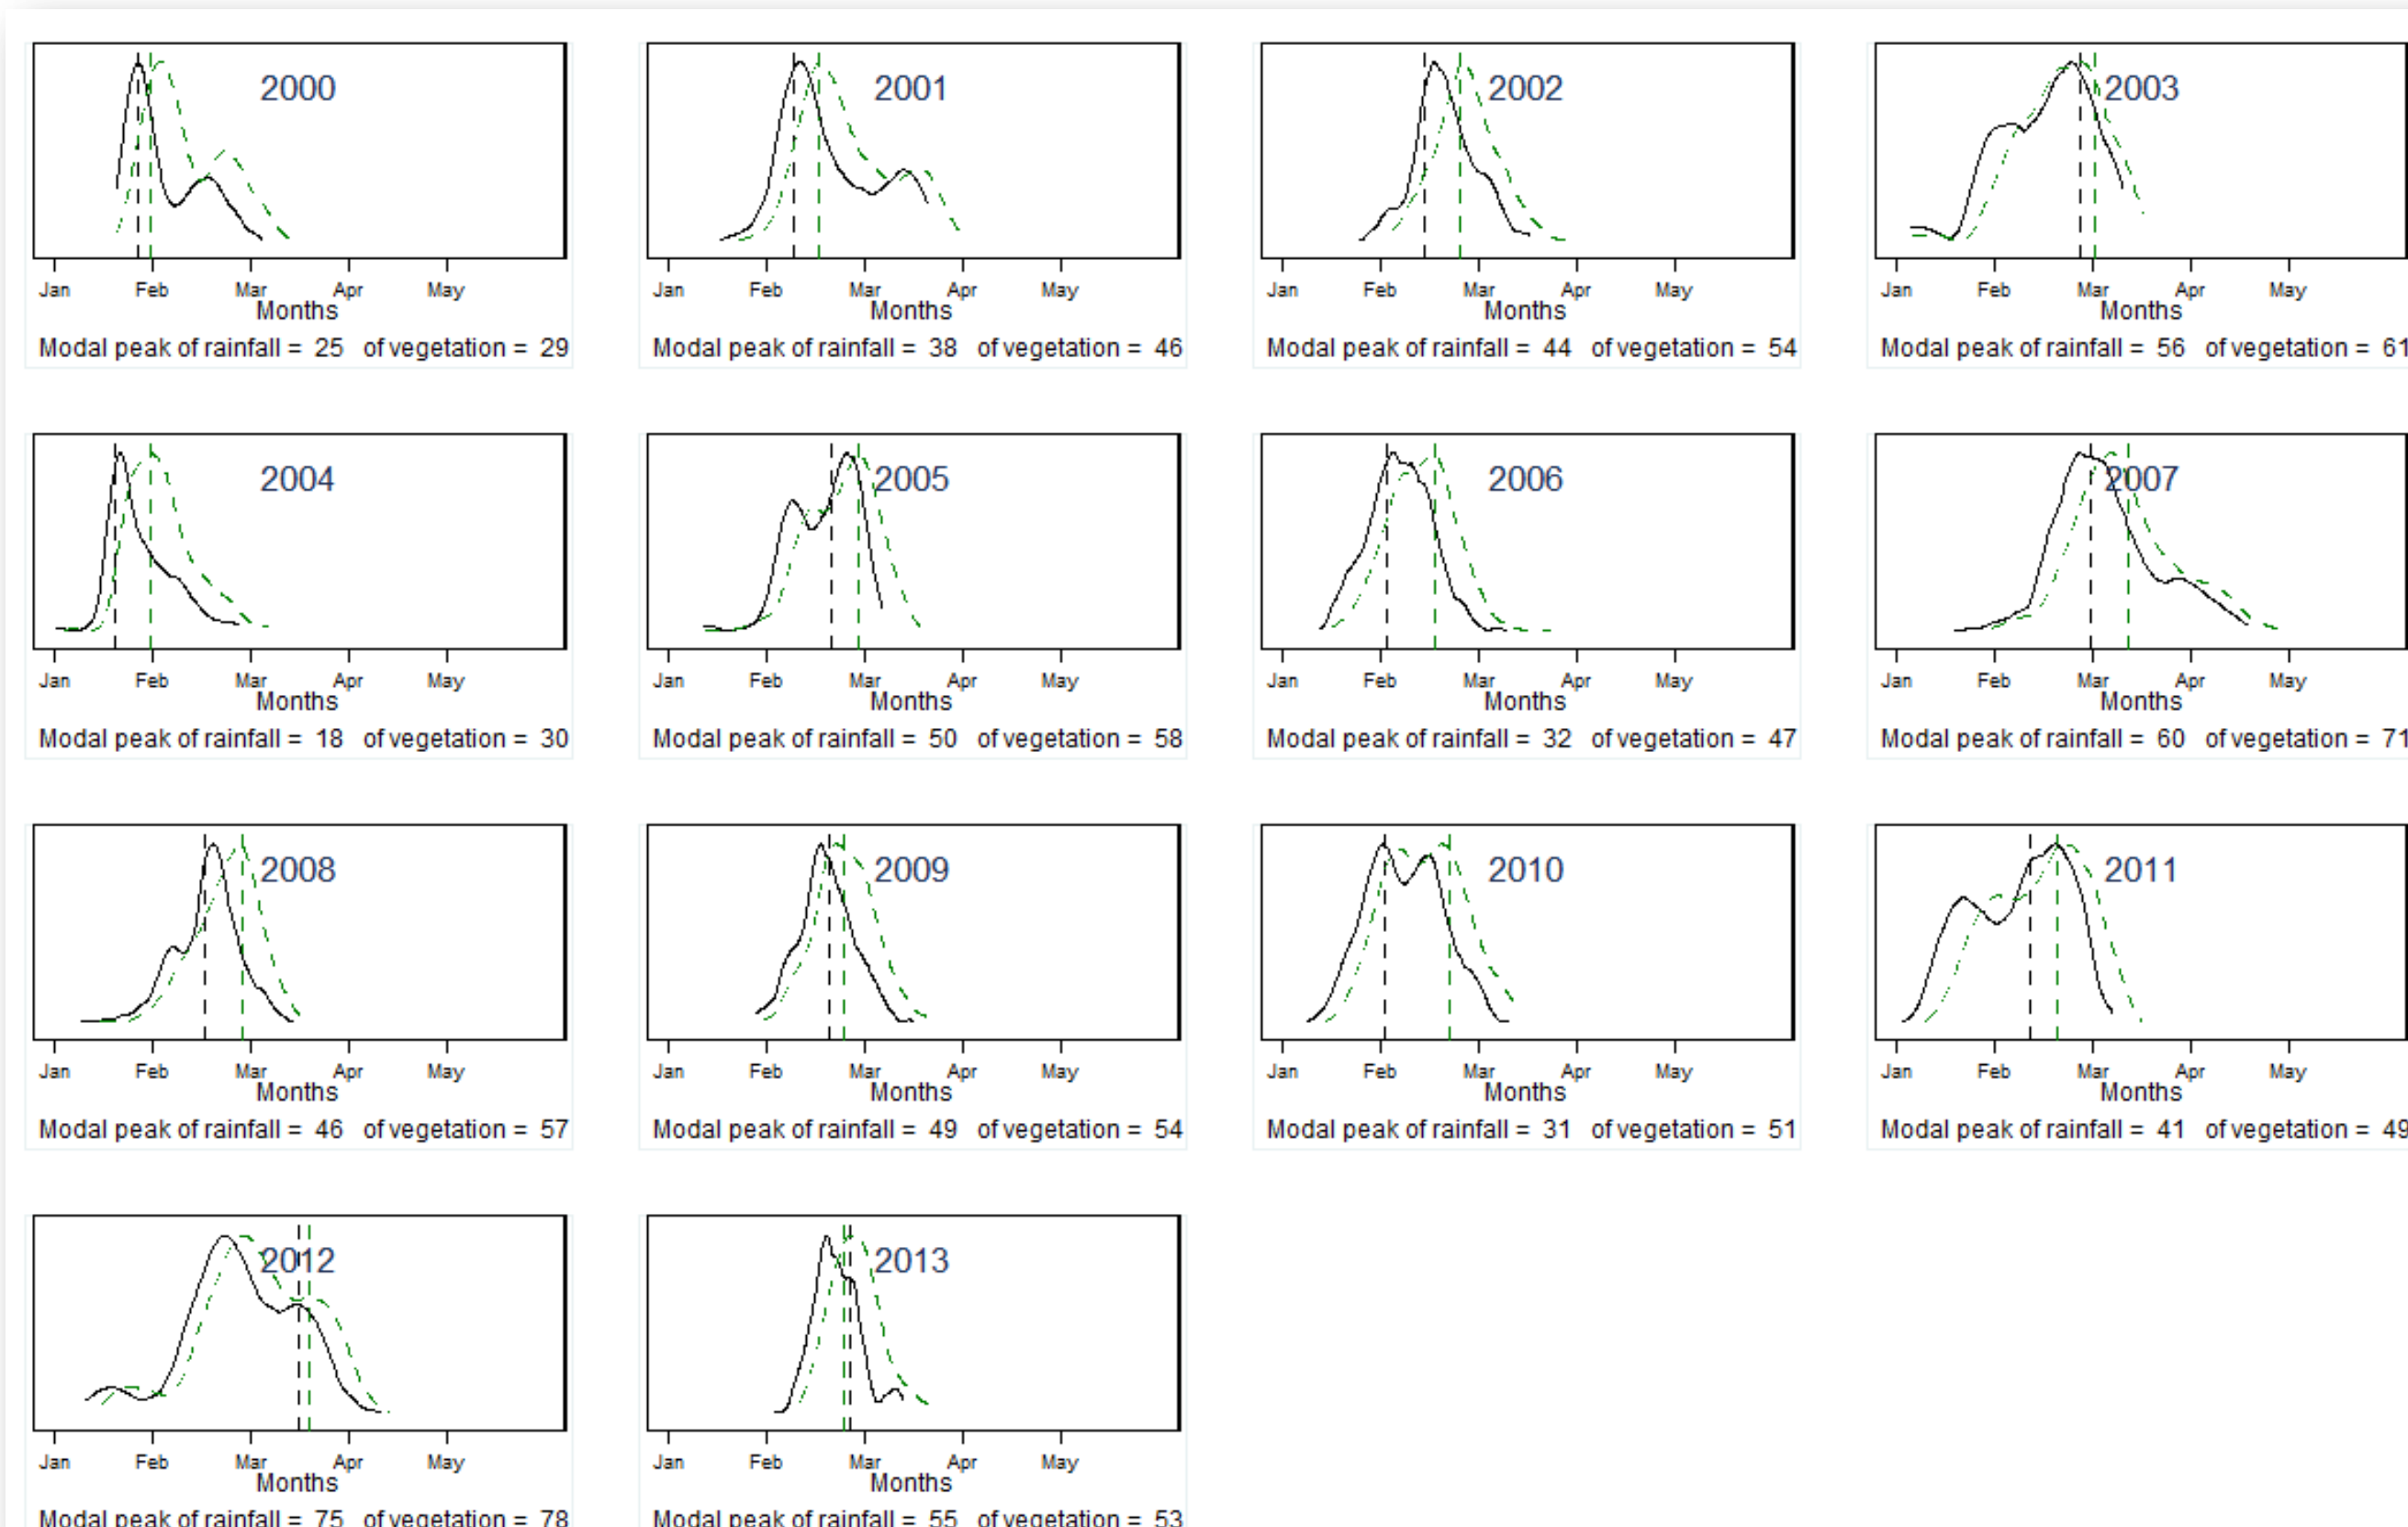 2000
Jan Feb Mar Apr May
Months
Modal peak of rainfall = 25 of vegetation = 29
2001
Jan Feb Mar Apr May
Months
Modal peak of rainfall = 38 of vegetation = 46
2002
Jan Feb Mar Apr May
Months
Modal peak of rainfall = 44 of vegetation = 54
2003
Jan Feb Mar Apr May
Months
Modal peak of rainfall = 56 of vegetation = 61
2004
Jan Feb Mar Apr May
Months
Modal peak of rainfall = 18 of vegetation = 30
2005
Jan Feb Mar Apr May
Months
Modal peak of rainfall = 50 of vegetation = 58
2006
Jan Feb Mar Apr May
Months
Modal peak of rainfall = 32 of vegetation = 47
2007
Jan Feb Mar Apr May
Months
Modal peak of rainfall = 60 of vegetation = 71
2008
Jan Feb Mar Apr May
Months
Modal peak of rainfall = 46 of vegetation = 57
2009
Jan Feb Mar Apr May
Months
Modal peak of rainfall = 49 of vegetation = 54
2010
Jan Feb Mar Apr May
Months
Modal peak of rainfall = 31 of vegetation = 51
2011
Jan Feb Mar Apr May
Months
Modal peak of rainfall = 41 of vegetation = 49
2012
Jan Feb Mar Apr May
Months
Modal peak of rainfall = 75 of vegetation = 78
2013
Jan Feb Mar Apr May
Months
Modal peak of rainfall = 55 of vegetation = 53